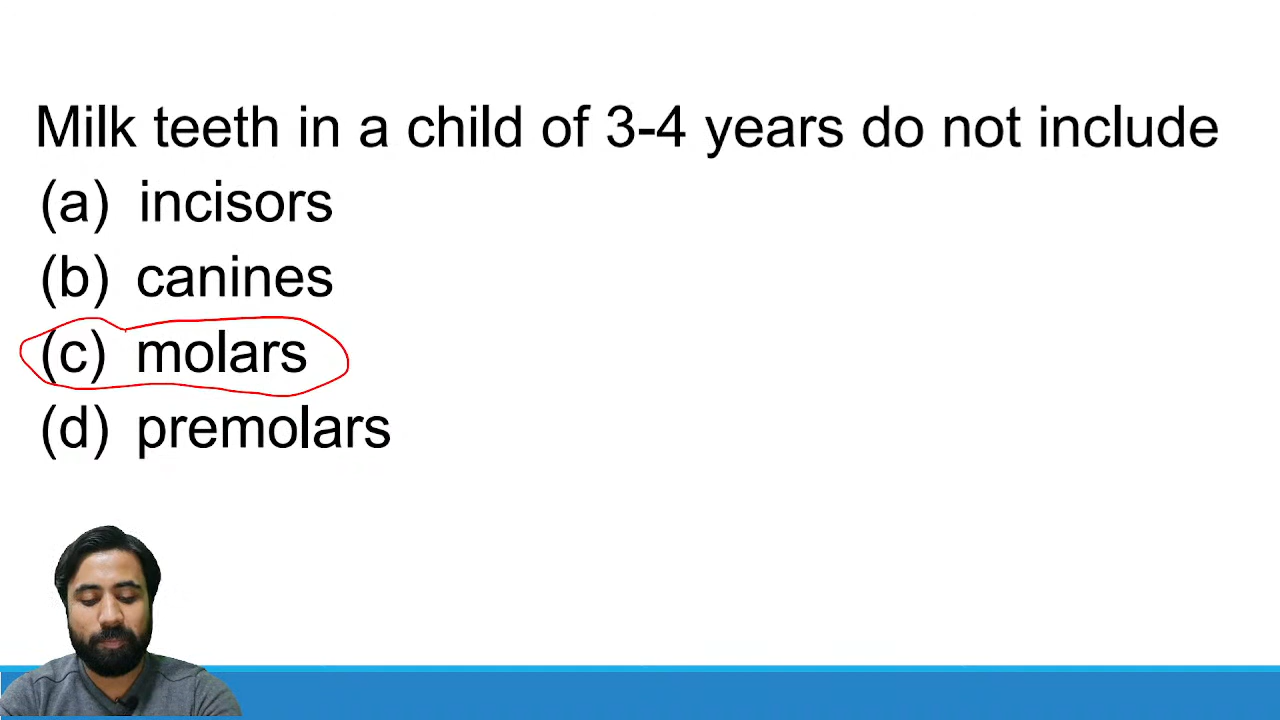 Milk teeth in a child of 3-4 years do not include
(a) incisors
(b) canines
(c) molars
(d) premolars